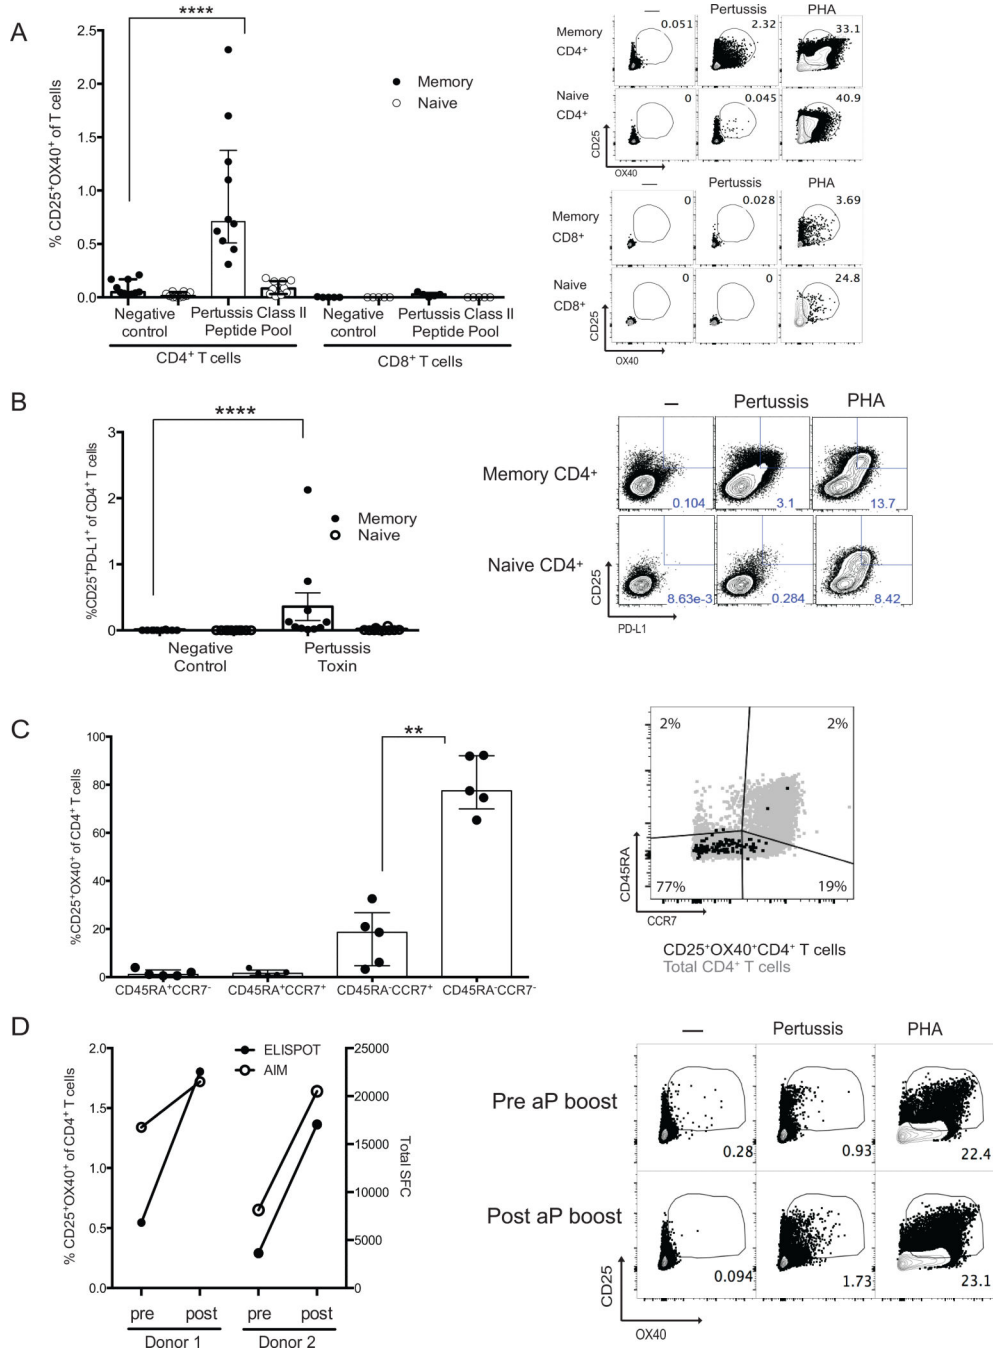 A
****
2.5
2.0
1.5
1.0
0.5
0.0
% CD25⁺OX40⁺ of T cells
Memory
Naive
Negative
control
Pertussis Class II
Peptide Pool
Negative
control
Pertussis Class II
Peptide Pool
CD4⁺ T cells
CD8⁺ T cells
— Pertussis PHA
Memory
CD4+
0.051 2.32 33.1
Naive
CD4+
0 0.045 40.9
CD25
OX40
— Pertussis PHA
Memory
CD8+
0 0.028 3.69
Naive
CD8+
0 0 24.8
CD25
OX40
B
****
3
2
1
0
%CD25⁺PD-L1⁺ of CD4⁺ T cells
Memory
Naive
Negative
Control
Pertussis
Toxin
— Pertussis PHA
Memory CD4+
0.104 3.1 13.7
Naive CD4+
8.63e-3 0.284 8.42
CD25
PD-L1
C
**
100
80
60
40
20
0
%CD25⁺OX40⁺ of CD4⁺ T cells
CD45RA⁺CCR7⁻ CD45RA⁺CCR7⁺ CD45RA⁻CCR7⁺ CD45RA⁻CCR7⁻
2% 2%
77% 19%
CD45RA
CCR7
CD25⁺OX40⁺CD4⁺ T cells
Total CD4⁺ T cells
D
2.0
1.5
1.0
0.5
0.0
% CD25⁺OX40⁺ of CD4⁺ T cells
ELISPOT
AIM
25000
20000
15000
10000
5000
0
Total SFC
pre post pre post
Donor 1 Donor 2
— Pertussis PHA
Pre aP boost
0.28 0.93 22.4
Post aP boost
0.094 1.73 23.1
CD25
OX40